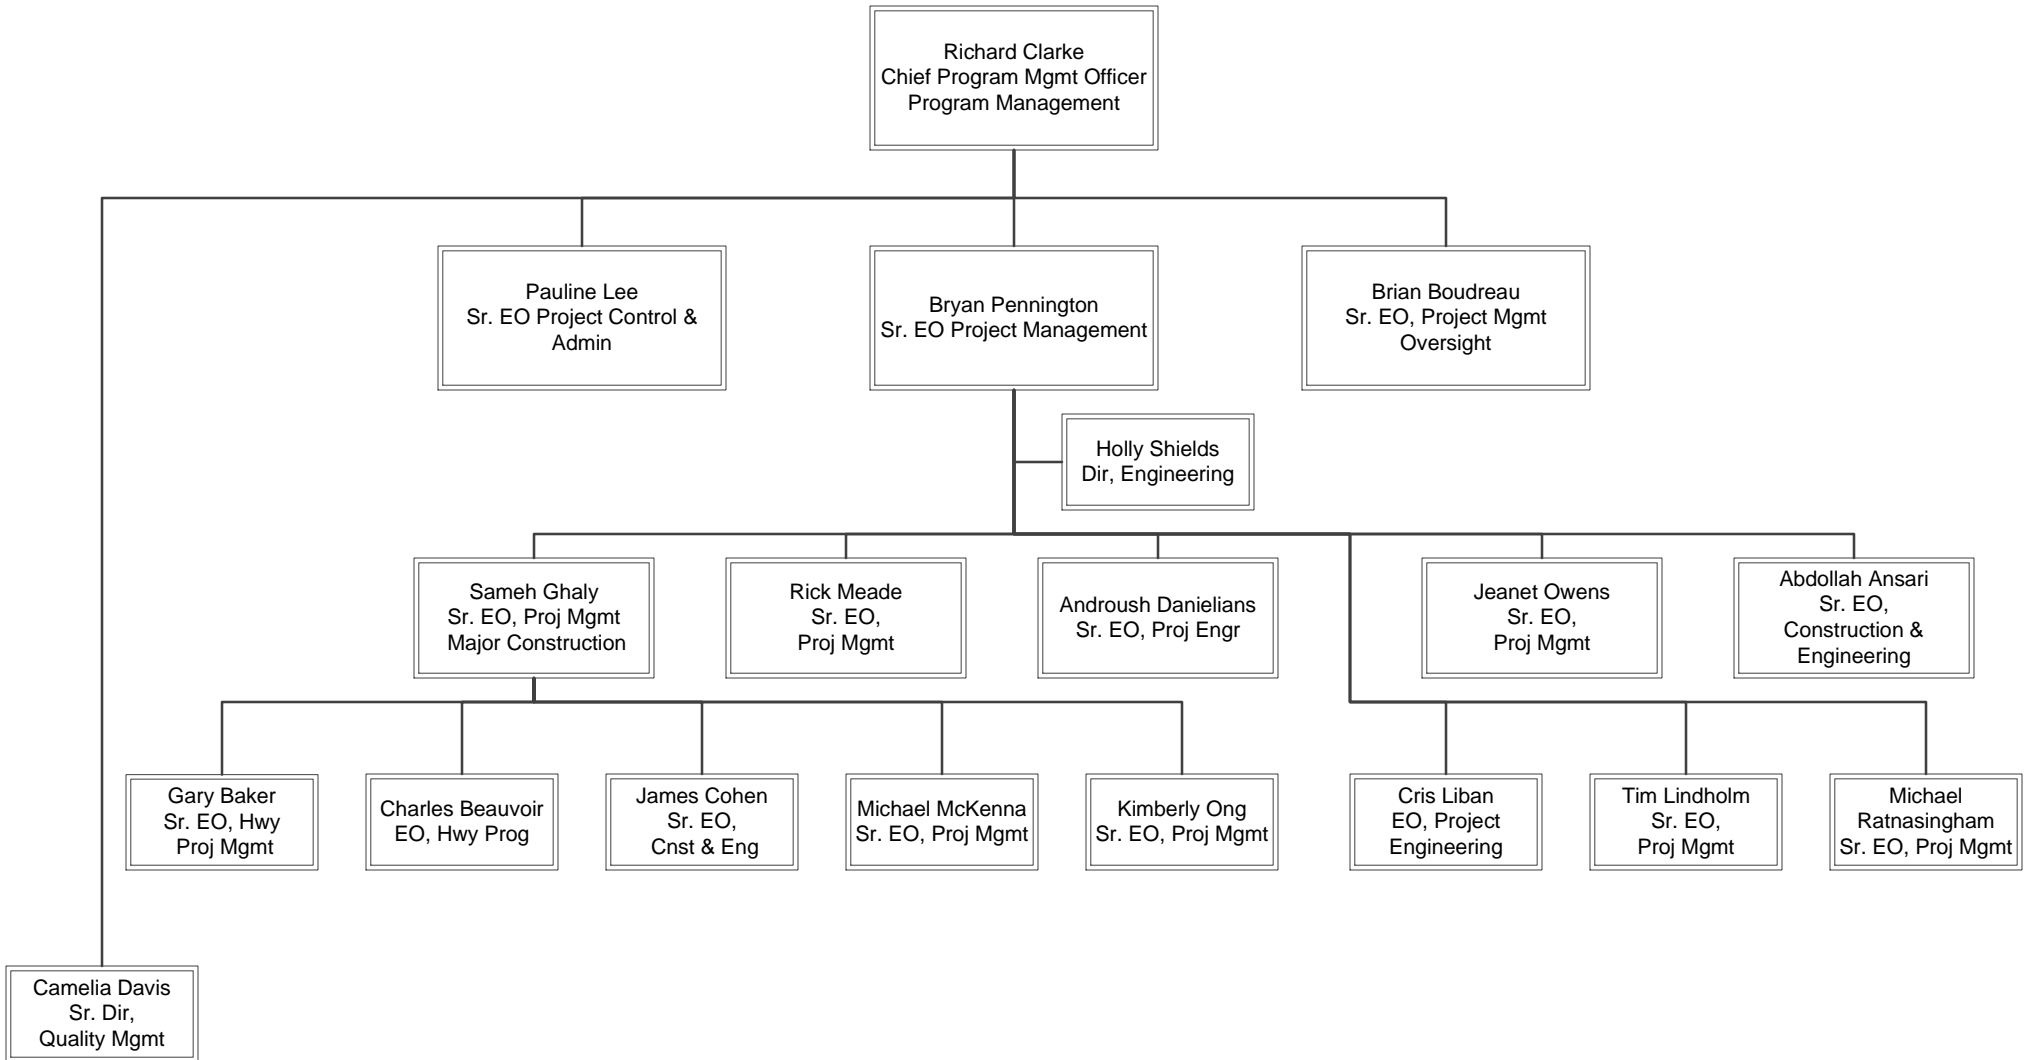 Richard Clarke
Chief Program Mgmt Officer
Program Management
Pauline Lee
Sr. EO Project Control &
Admin
Bryan Pennington
Sr. EO Project Management
Brian Boudreau
Sr. EO, Project Mgmt
Oversight
Holly Shields
Dir, Engineering
Sameh Ghaly
Sr. EO, Proj Mgmt
Major Construction
Rick Meade
Sr. EO,
Proj Mgmt
Androush Danielians
Sr. EO, Proj Engr
Jeanet Owens
Sr. EO,
Proj Mgmt
Abdollah Ansari
Sr. EO,
Construction &
Engineering
Gary Baker
Sr. EO, Hwy
Proj Mgmt
Charles Beauvoir
EO, Hwy Prog
James Cohen
Sr. EO,
Cnst & Eng
Michael McKenna
Sr. EO, Proj Mgmt
Kimberly Ong
Sr. EO, Proj Mgmt
Cris Liban
EO, Project
Engineering
Tim Lindholm
Sr. EO,
Proj Mgmt
Michael
Ratnasingham
Sr. EO, Proj Mgmt
Camelia Davis
Sr. Dir,
Quality Mgmt